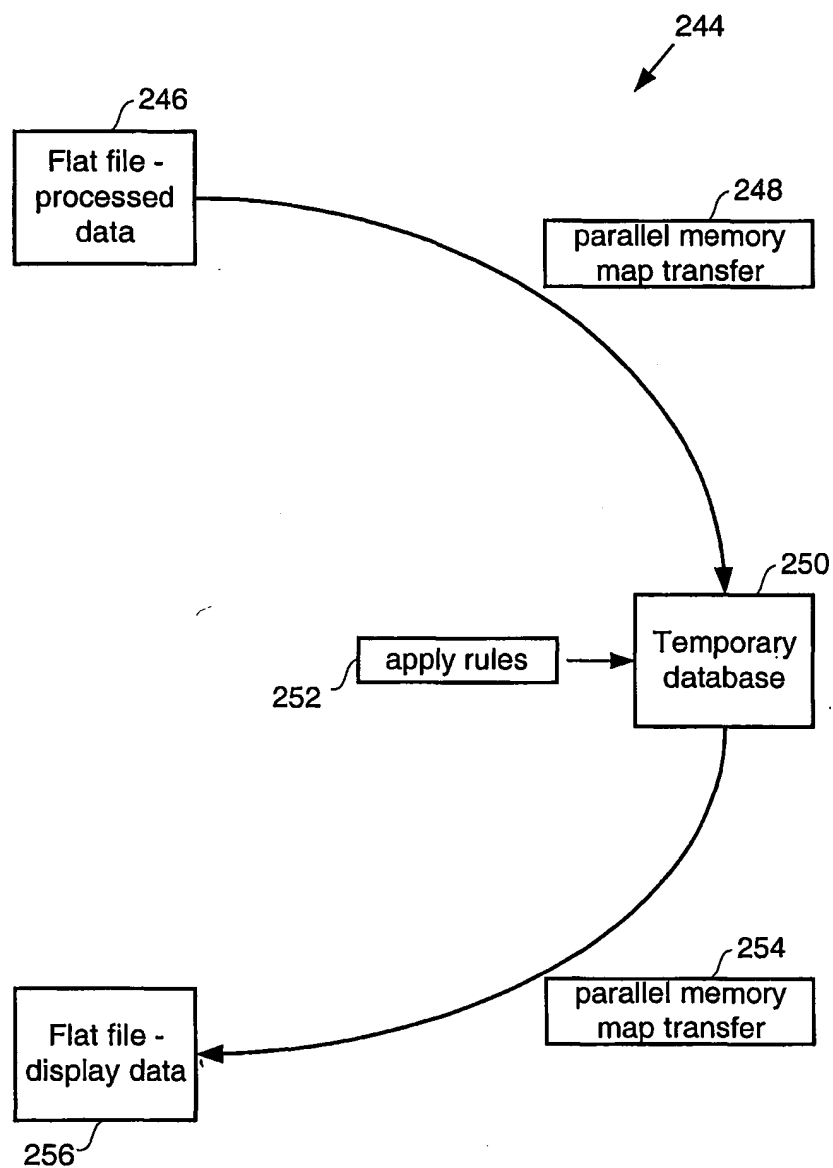 244
246
Flat file -
processed
data
248
parallel memory
map transfer
250
Temporary
database
apply rules
252
254
parallel memory
map transfer
Flat file -
display data
256